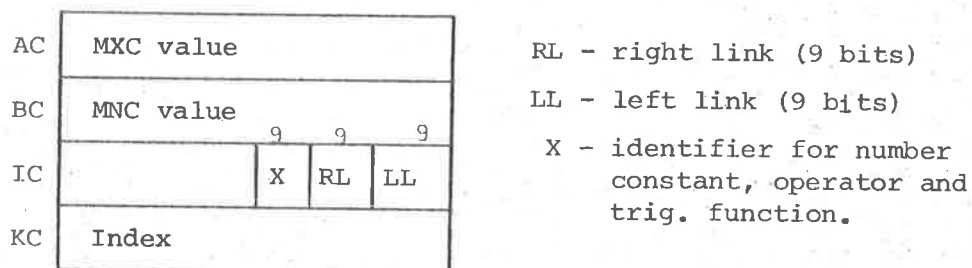 AC MXC value
BC MNC value
9 9 9
IC X RL LL
KC Index
RL - right link (9 bits)
LL - left link (9 bits)
X - identifier for number
constant, operator and
trig. function.